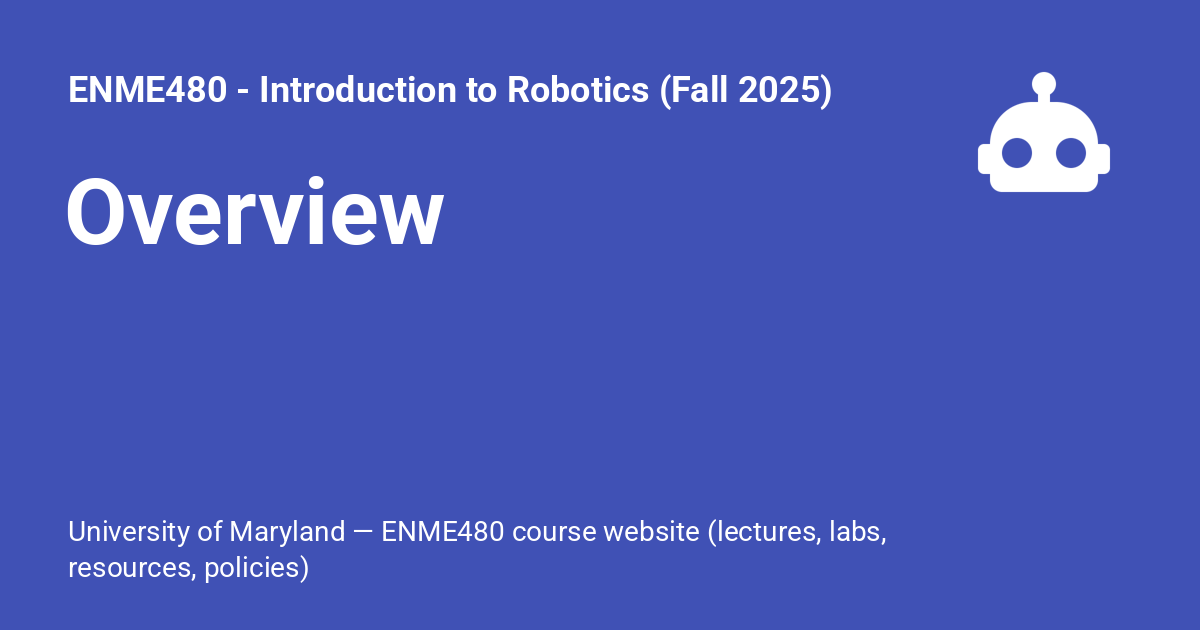 ENME480 - Introduction to Robotics (Fall 2025)
Overview
University of Maryland — ENME480 course website (lectures, labs,
resources, policies)